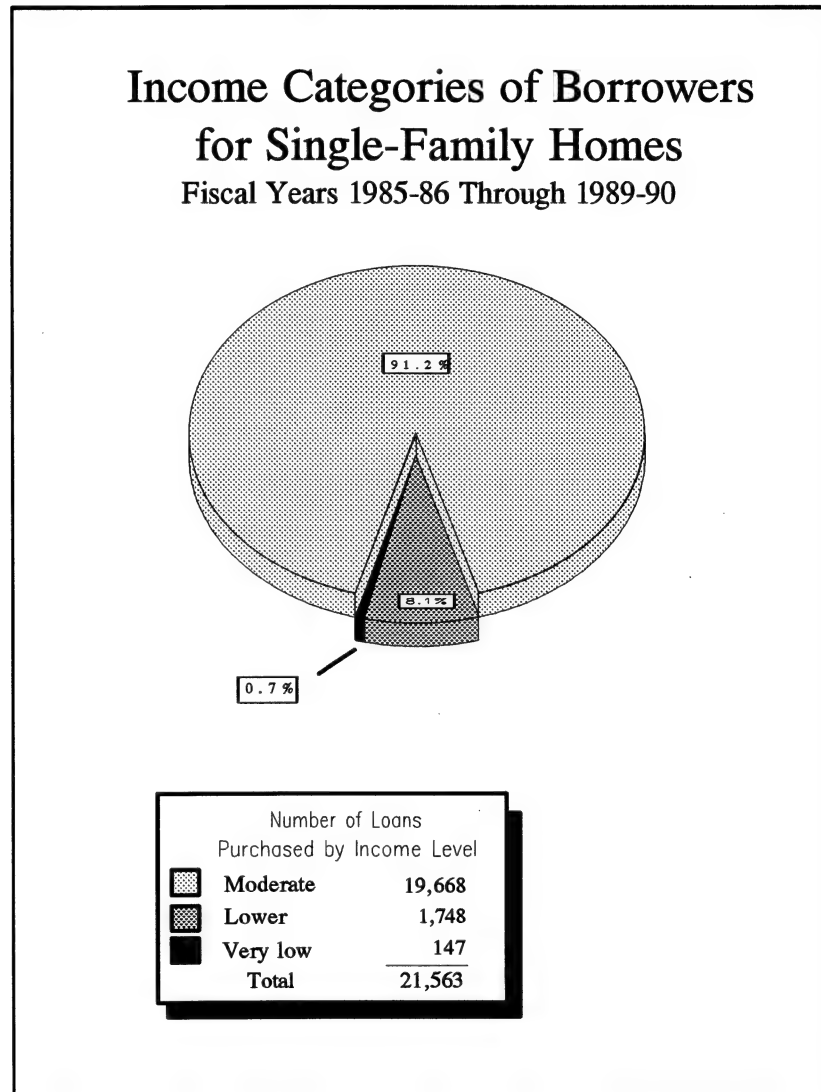 Income Categories of Borrowers
for Single-Family Homes
Fiscal Years 1985-86 Through 1989-90
91.2%
8.1%
0.7%
Number of Loans
Purchased by Income Level
Moderate 19,668
Lower 1,748
Very low 147
Total 21,563